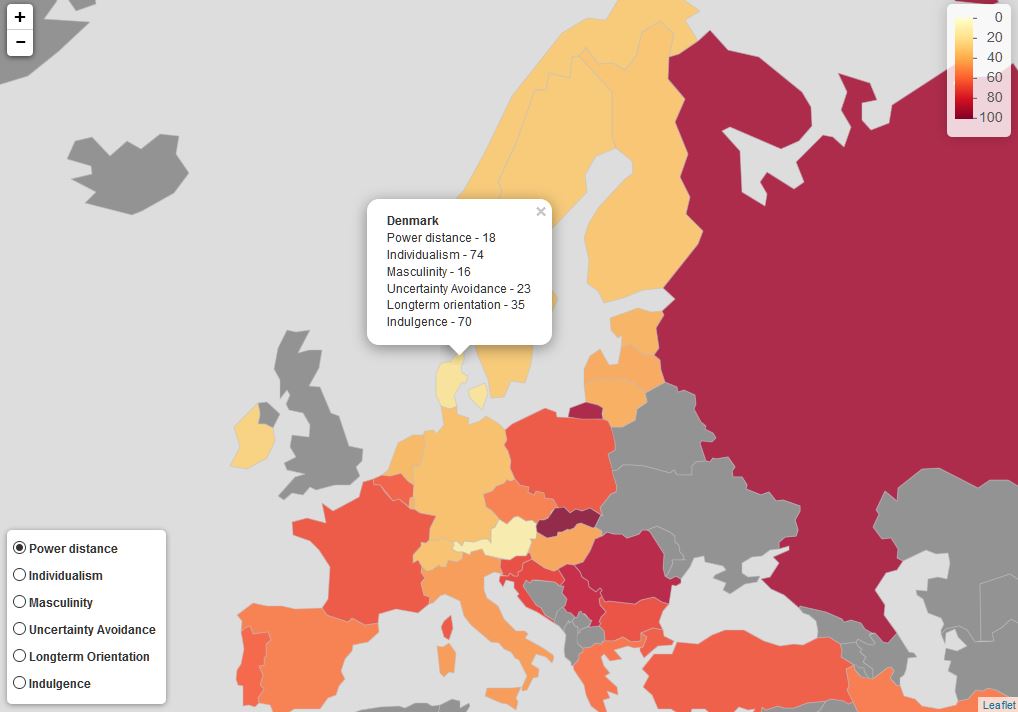 +
−
0
20
40
60
80
100
×
Denmark
Power distance - 18
Individualism - 74
Masculinity - 16
Uncertainty Avoidance - 23
Longterm orientation - 35
Indulgence - 70
Power distance
Individualism
Masculinity
Uncertainty Avoidance
Longterm Orientation
Indulgence
Leaflet